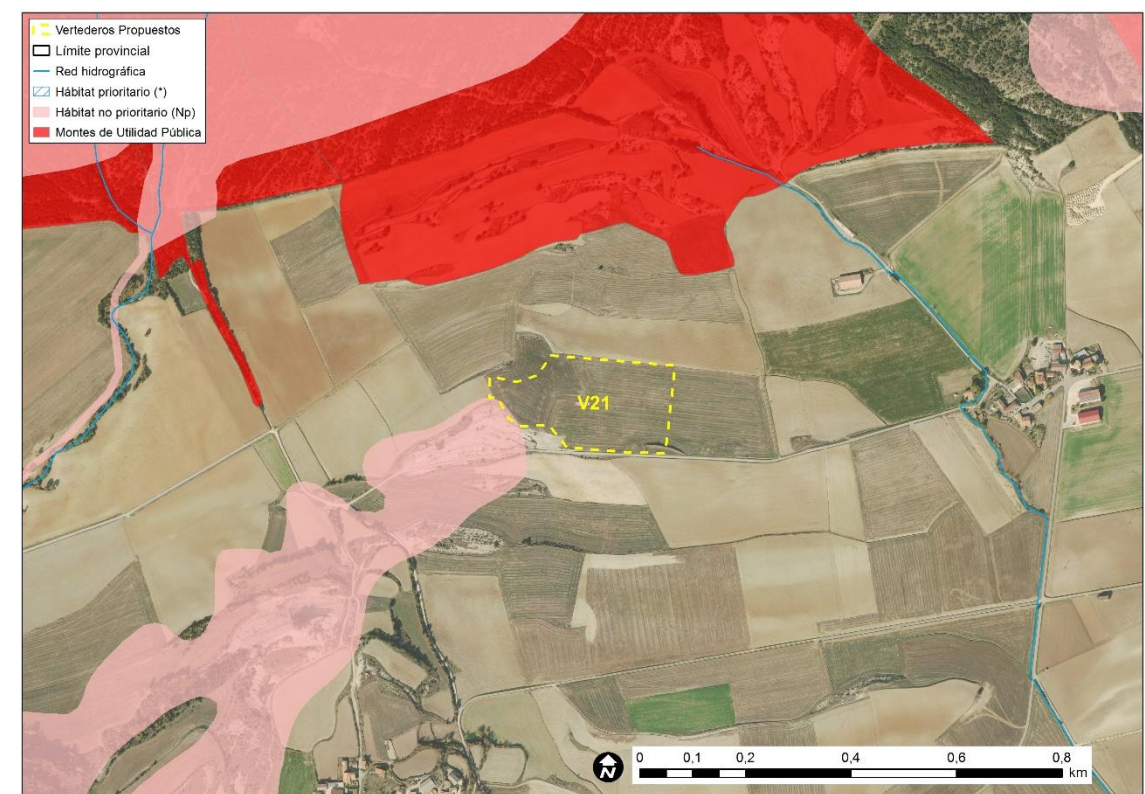 Vertederos Propuestos
Límite provincial
Red hidrográfica
Hábitat prioritario (*)
Hábitat no prioritario (Np)
Montes de Utilidad Pública
V21
N
0 0,1 0,2 0,4 0,6 0,8
km